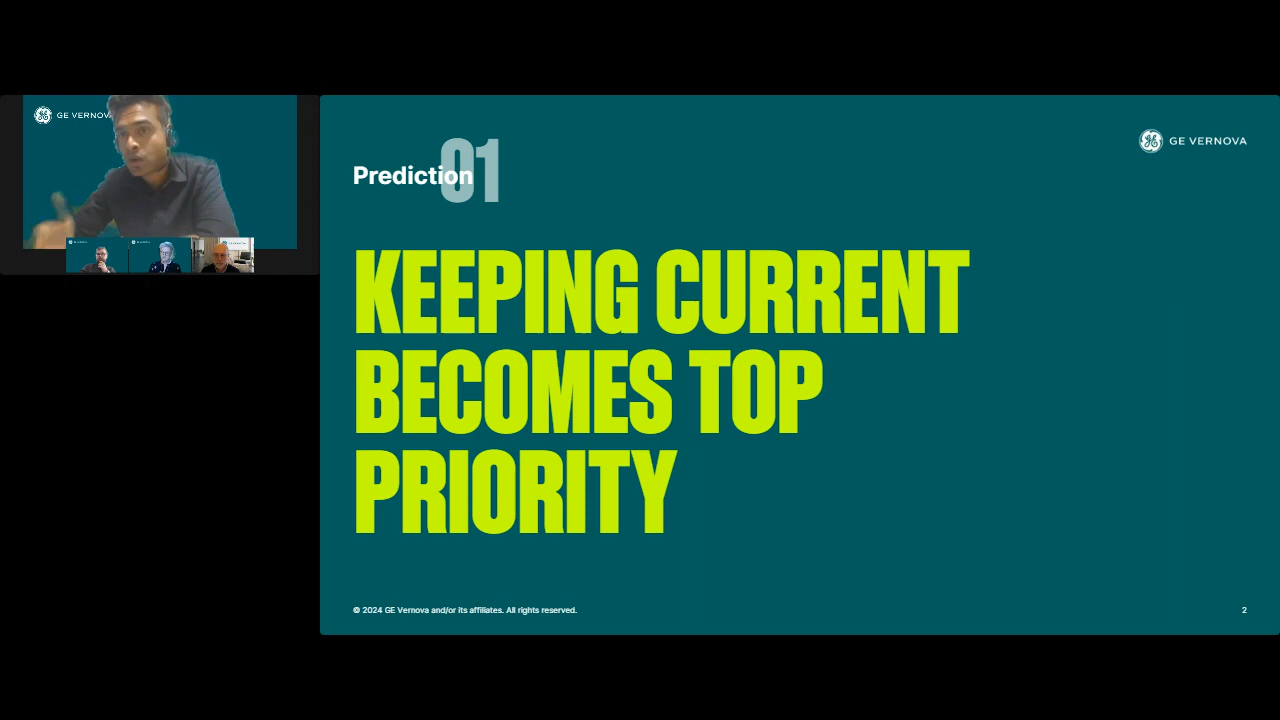 GE VERNOV
GE VERNOVA
Prediction
01
KEEPING CURRENT
BECOMES TOP
PRIORITY
© 2024 GE Vernova and/or its affiliates. All rights reserved.
2